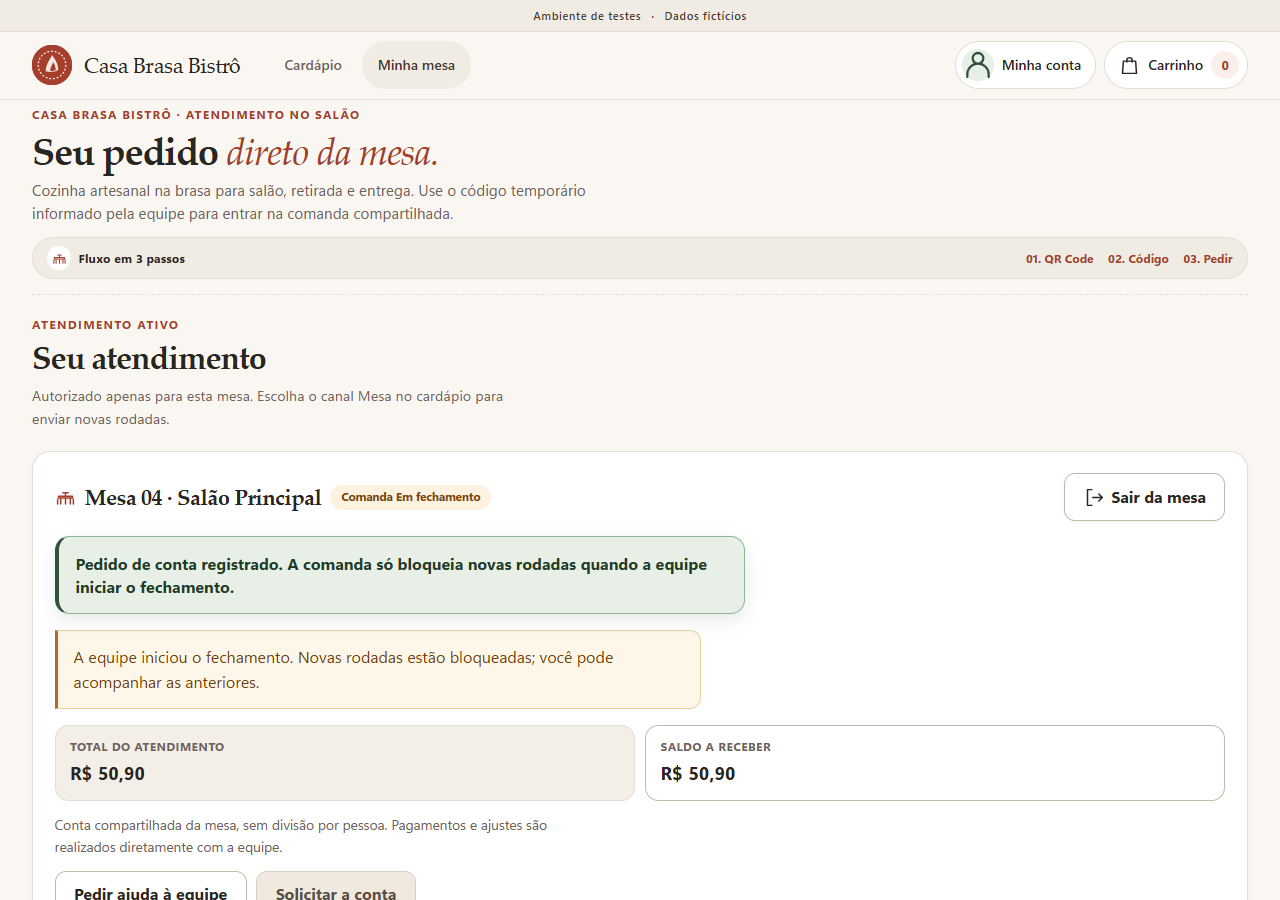 Ambiente de testes · Dados fictícios
Casa Brasa Bistrô
Cardápio
Minha mesa
Minha conta
Carrinho 0
CASA BRASA BISTRÔ · ATENDIMENTO NO SALÃO
Seu pedido direto da mesa.
Cozinha artesanal na brasa para salão, retirada e entrega. Use o código temporário
informado pela equipe para entrar na comanda compartilhada.
Fluxo em 3 passos
01. QR Code 02. Código 03. Pedir
ATENDIMENTO ATIVO
Seu atendimento
Autorizado apenas para esta mesa. Escolha o canal Mesa no cardápio para
enviar novas rodadas.
Mesa 04 · Salão Principal
Comanda Em fechamento
Sair da mesa
Pedido de conta registrado. A comanda só bloqueia novas rodadas quando a equipe
iniciar o fechamento.
A equipe iniciou o fechamento. Novas rodadas estão bloqueadas; você pode
acompanhar as anteriores.
TOTAL DO ATENDIMENTO
R$ 50,90
SALDO A RECEBER
R$ 50,90
Conta compartilhada da mesa, sem divisão por pessoa. Pagamentos e ajustes são
realizados diretamente com a equipe.
Pedir ajuda à equipe
Solicitar a conta